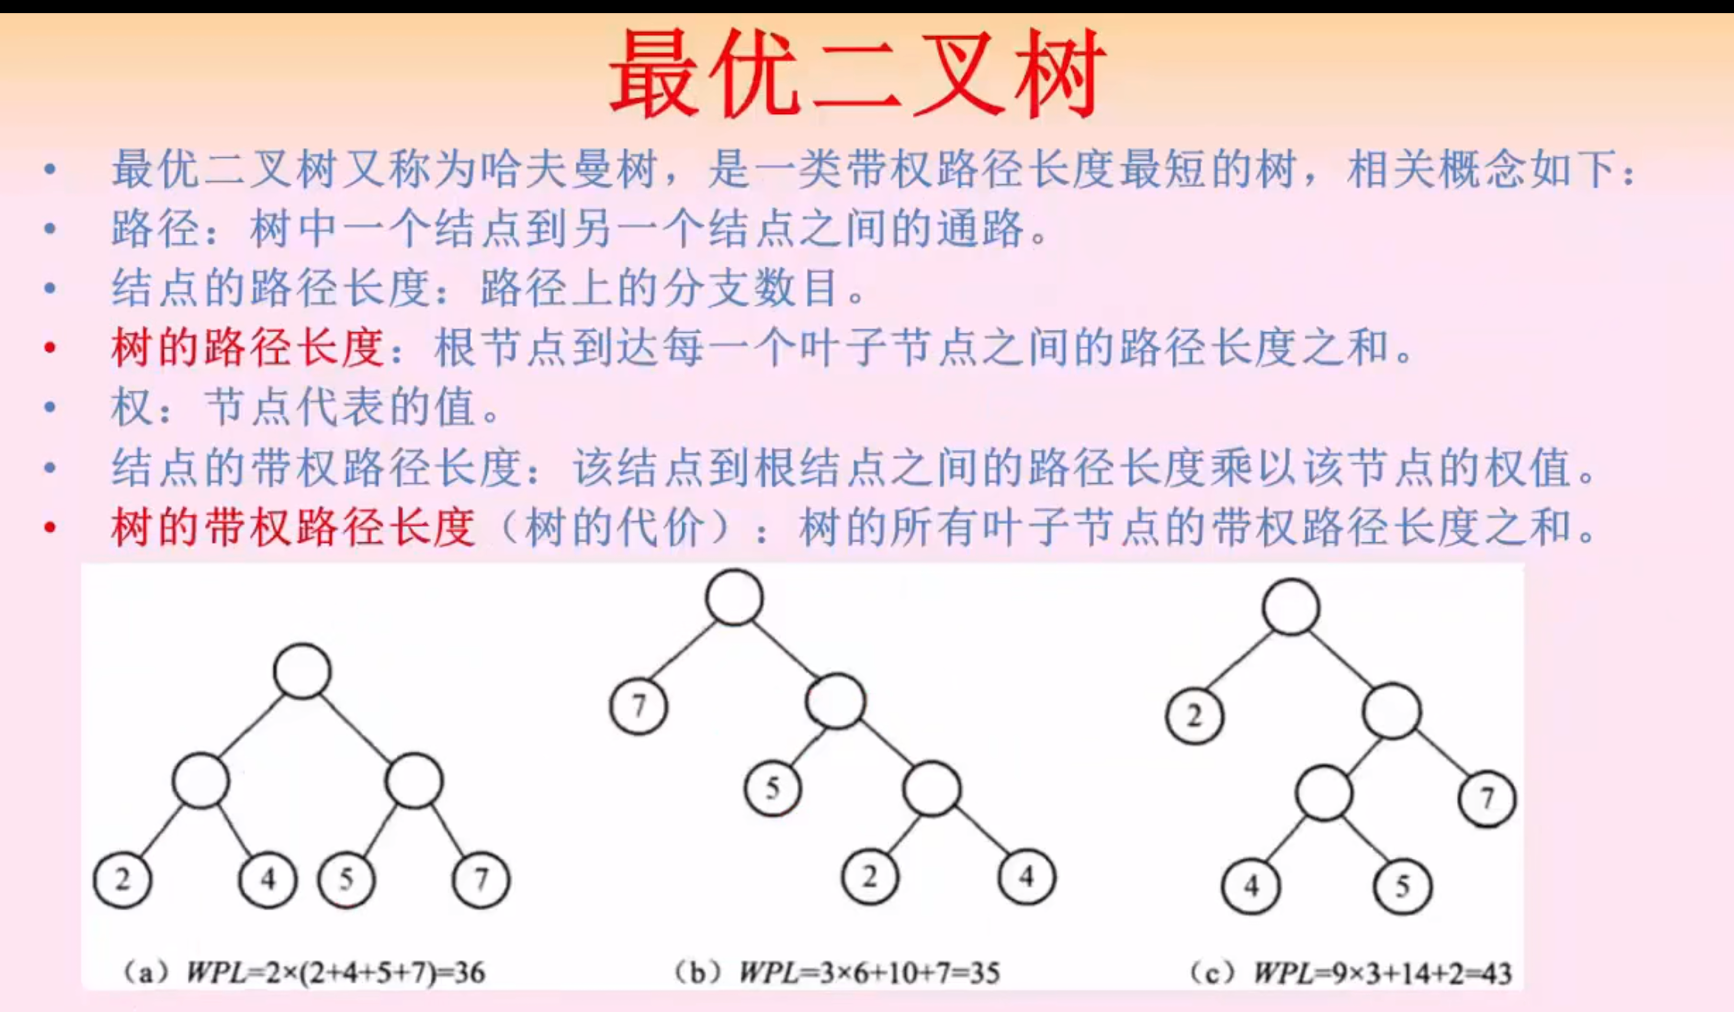 最优二叉树
• 最优二叉树又称为哈夫曼树，是一类带权路径长度最短的树，相关概念如下：
• 路径：树中一个结点到另一个结点之间的通路。
• 结点的路径长度：路径上的分支数目。
• 树的路径长度：根节点到达每一个叶子节点之间的路径长度之和。
• 权：节点代表的值。
• 结点的带权路径长度：该结点到根结点之间的路径长度乘以该节点的权值。
• 树的带权路径长度（树的代价）：树的所有叶子节点的带权路径长度之和。
2 4 5 7
7
5
2 4
2
7
4 5
（a）WPL=2×(2+4+5+7)=36
（b）WPL=3×6+10+7=35
（c）WPL=9×3+14+2=43